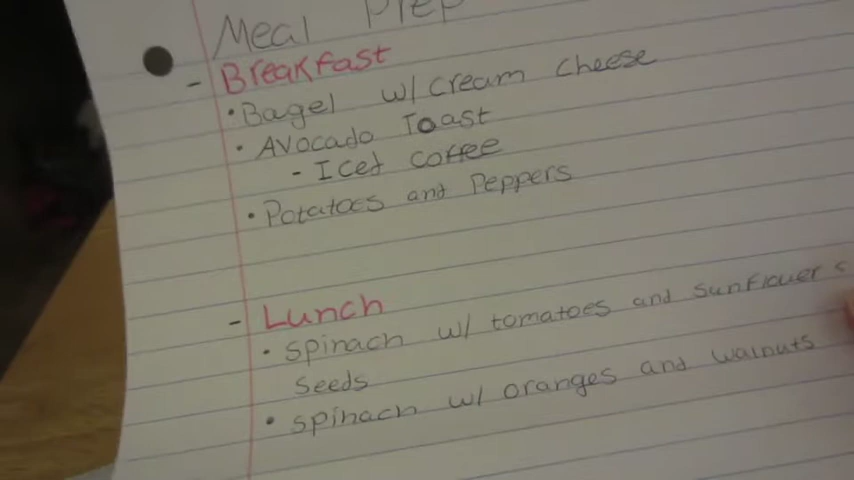 Meal Prep
- Breakfast
• Bagel w/ cream cheese
• Avocado Toast
- Iced coffee
• Potatoes and Peppers
- Lunch
• spinach w/ tomatoes and sunflower s
seeds
• spinach w/ oranges and walnuts